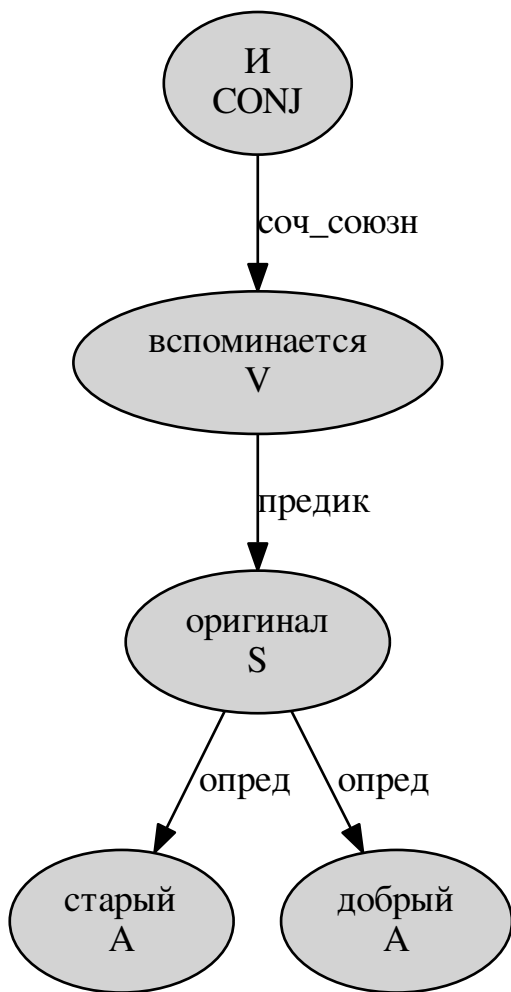 И
CONJ
соч_союзн
вспоминается
V
предик
оригинал
S
опред
опред
старый
A
добрый
A